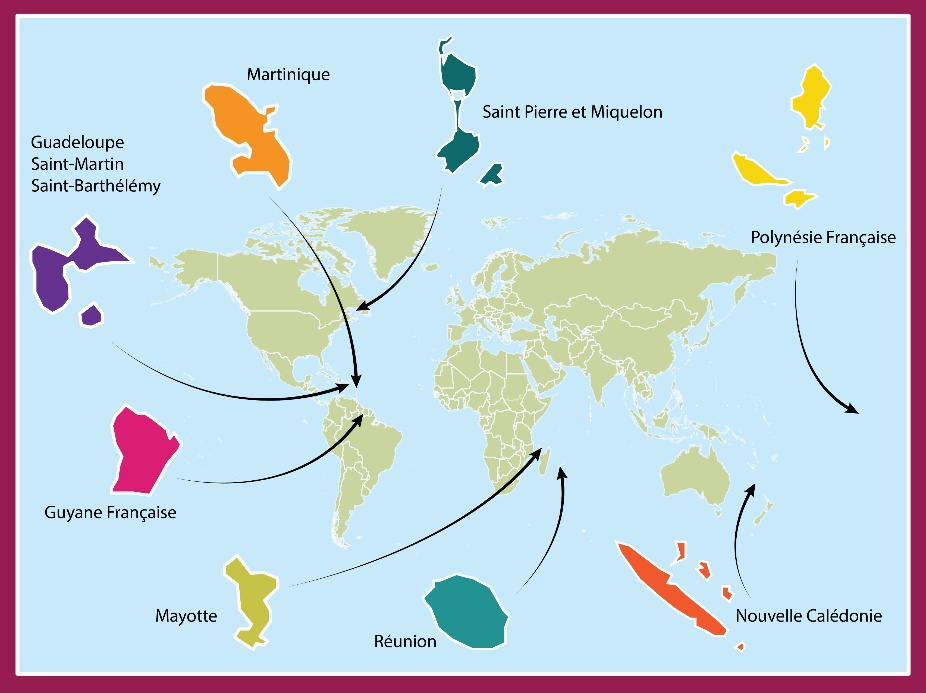 Martinique
Saint Pierre et Miquelon
Guadeloupe
Saint-Martin
Saint-Barthélémy
Polynésie Française
Guyane Française
Mayotte
Réunion
Nouvelle Calédonie